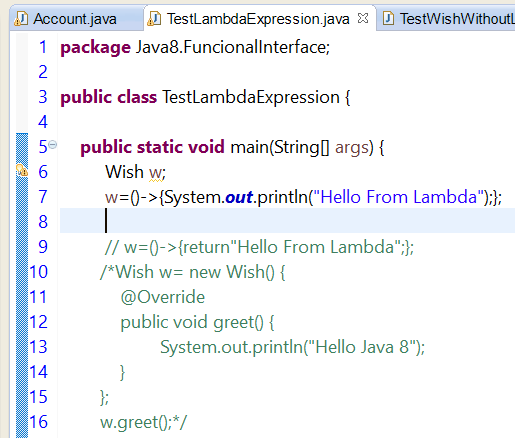 Account.java TestLambdaExpression.java TestWishWithoutL
1 package Java8.FuncionalInterface;
2
3 public class TestLambdaExpression {
4
5 public static void main(String[] args) {
6 Wish w;
7 w=()->{System.out.println("Hello From Lambda");};
8
9 // w=()->{return"Hello From Lambda";};
10 /*Wish w= new Wish() {
11 @Override
12 public void greet() {
13 System.out.println("Hello Java 8");
14 }
15 };
16 w.greet();*/